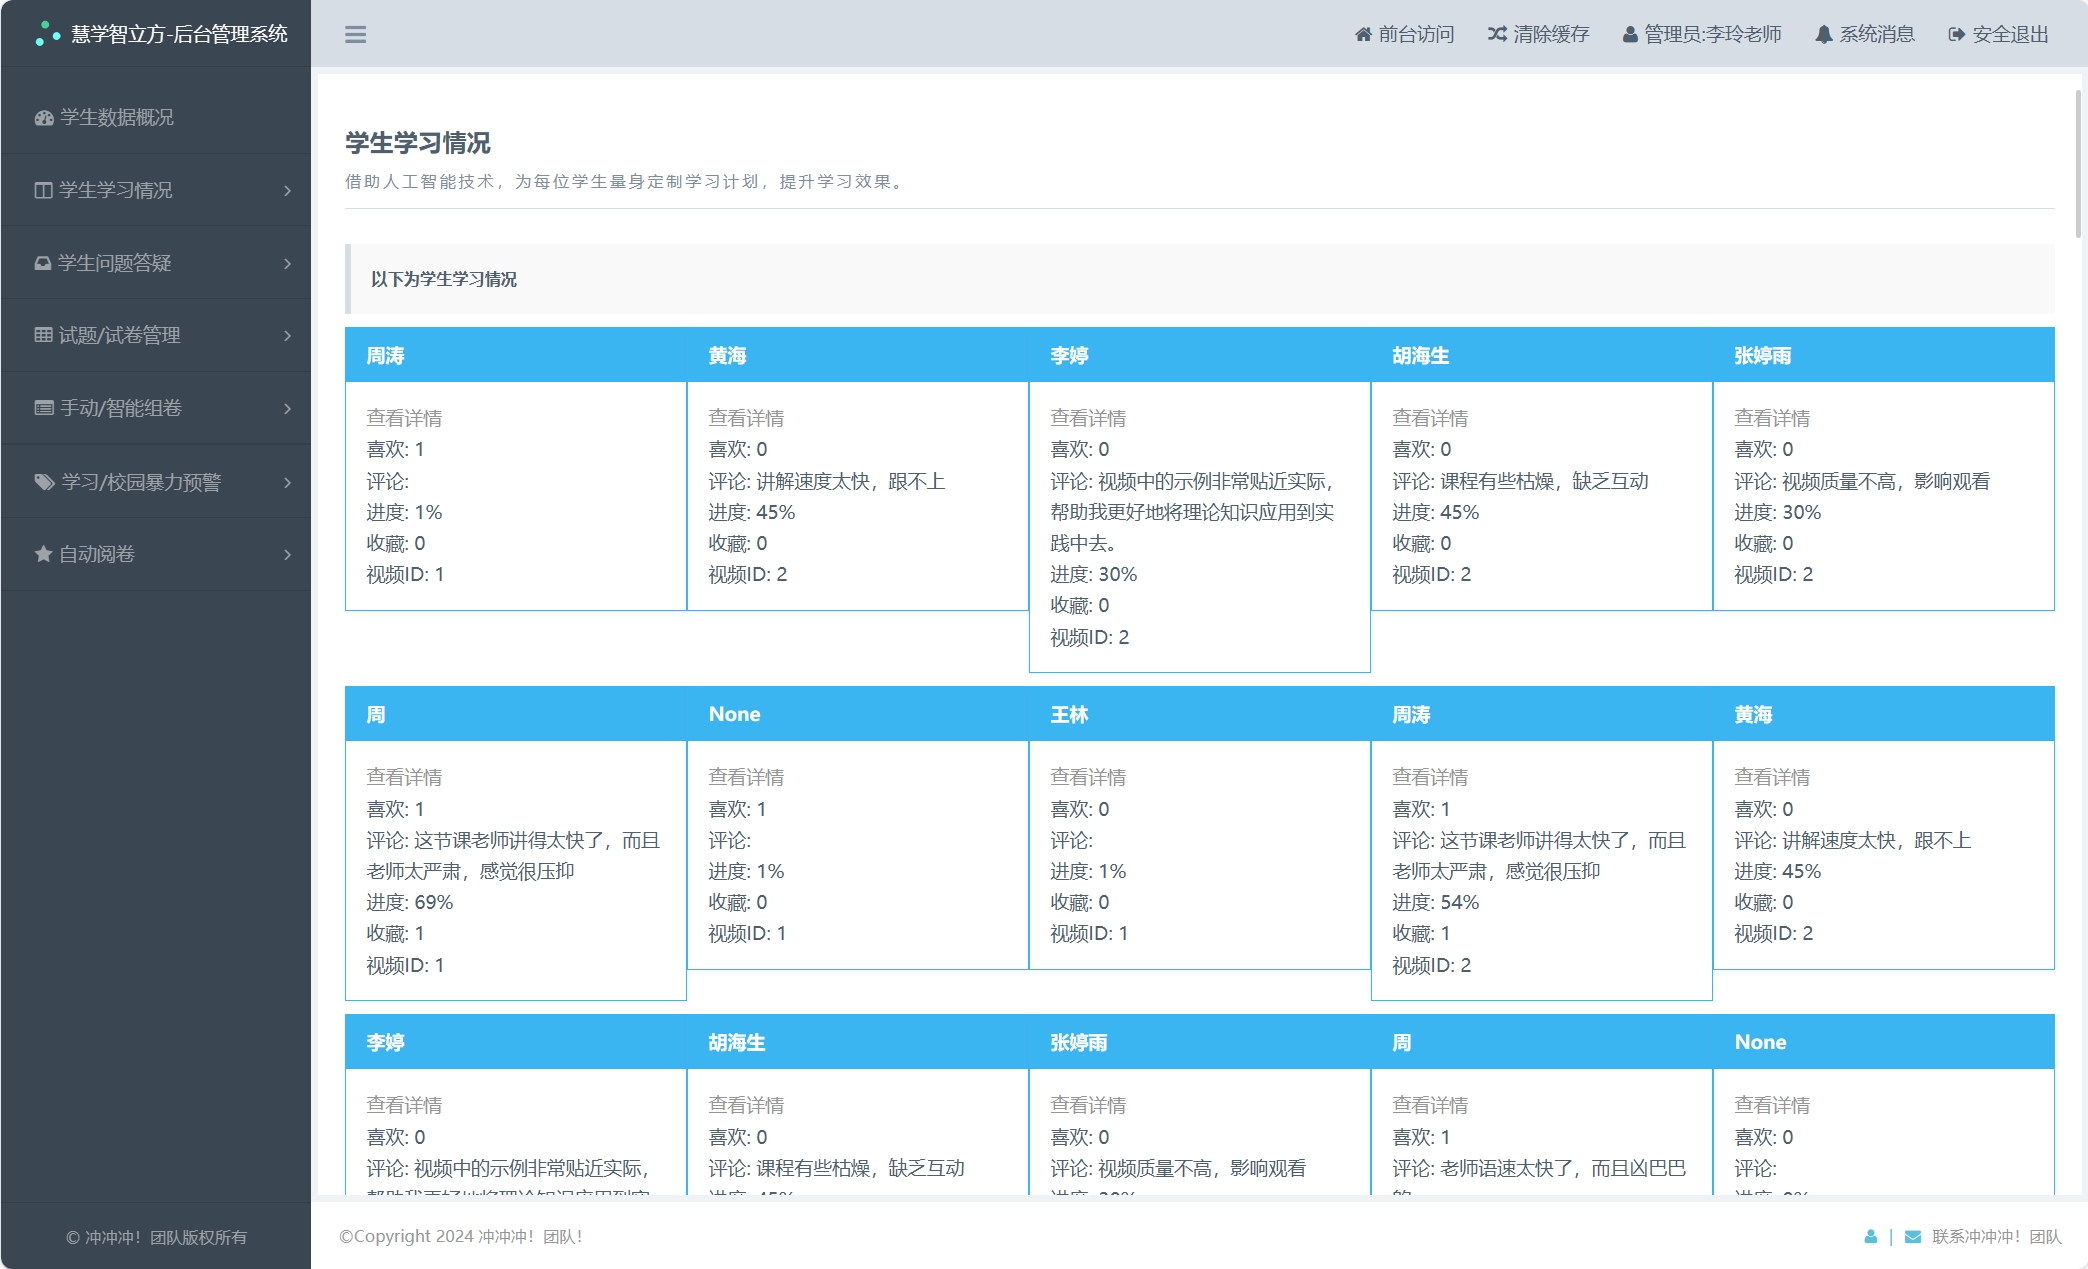 慧学智立方-后台管理系统
前台访问 清除缓存 管理员:李玲老师 系统消息 安全退出
学生数据概况
学生学习情况
学生问题答疑
试题/试卷管理
手动/智能组卷
学习/校园暴力预警
自动阅卷
© 冲冲冲！团队版权所有
学生学习情况
借助人工智能技术，为每位学生量身定制学习计划，提升学习效果。
以下为学生学习情况
周涛
查看详情
喜欢: 1
评论:
进度: 1%
收藏: 0
视频ID: 1
黄海
查看详情
喜欢: 0
评论: 讲解速度太快，跟不上
进度: 45%
收藏: 0
视频ID: 2
李婷
查看详情
喜欢: 0
评论: 视频中的示例非常贴近实际，
帮助我更好地将理论知识应用到实
践中去。
进度: 30%
收藏: 0
视频ID: 2
胡海生
查看详情
喜欢: 0
评论: 课程有些枯燥，缺乏互动
进度: 45%
收藏: 0
视频ID: 2
张婷雨
查看详情
喜欢: 0
评论: 视频质量不高，影响观看
进度: 30%
收藏: 0
视频ID: 2
周
查看详情
喜欢: 1
评论: 这节课老师讲得太快了，而且
老师太严肃，感觉很压抑
进度: 69%
收藏: 1
视频ID: 1
None
查看详情
喜欢: 1
评论:
进度: 1%
收藏: 0
视频ID: 1
王林
查看详情
喜欢: 0
评论:
进度: 1%
收藏: 0
视频ID: 1
周涛
查看详情
喜欢: 1
评论: 这节课老师讲得太快了，而且
老师太严肃，感觉很压抑
进度: 54%
收藏: 1
视频ID: 2
黄海
查看详情
喜欢: 0
评论: 讲解速度太快，跟不上
进度: 45%
收藏: 0
视频ID: 2
李婷
查看详情
喜欢: 0
评论: 视频中的示例非常贴近实际，
胡海生
查看详情
喜欢: 0
评论: 课程有些枯燥，缺乏互动
张婷雨
查看详情
喜欢: 0
评论: 视频质量不高，影响观看
周
查看详情
喜欢: 1
评论: 老师语速太快了，而且凶巴巴
None
查看详情
喜欢: 0
评论:
©Copyright 2024 冲冲冲！团队！
| 联系冲冲冲！团队